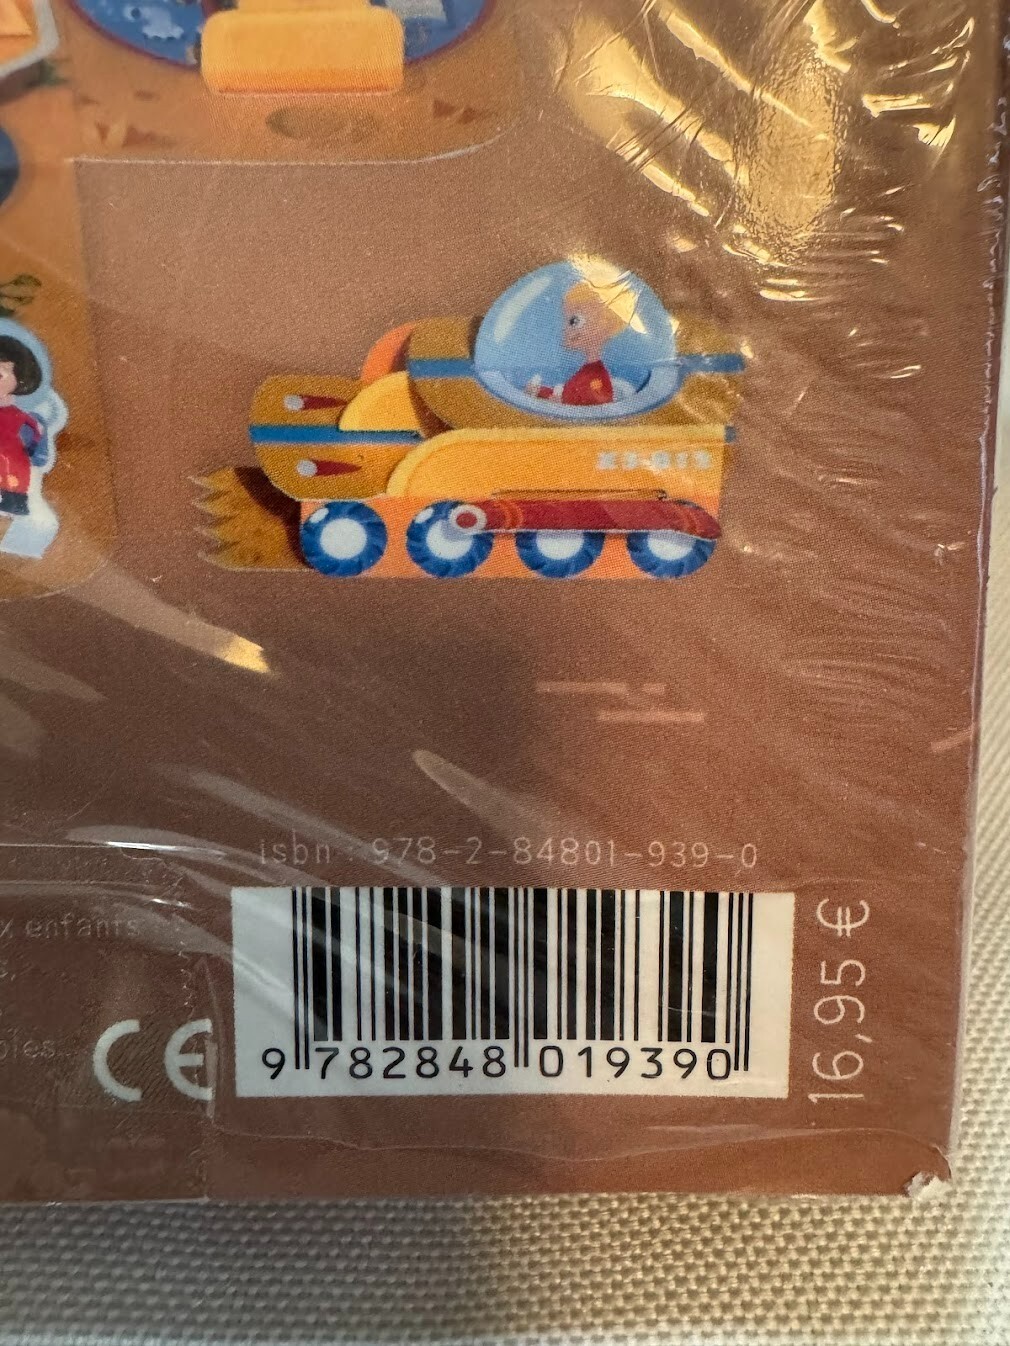 isbn : 978-2-84801-939-0
x enfants
CE
9 782848 019390
16,95 €